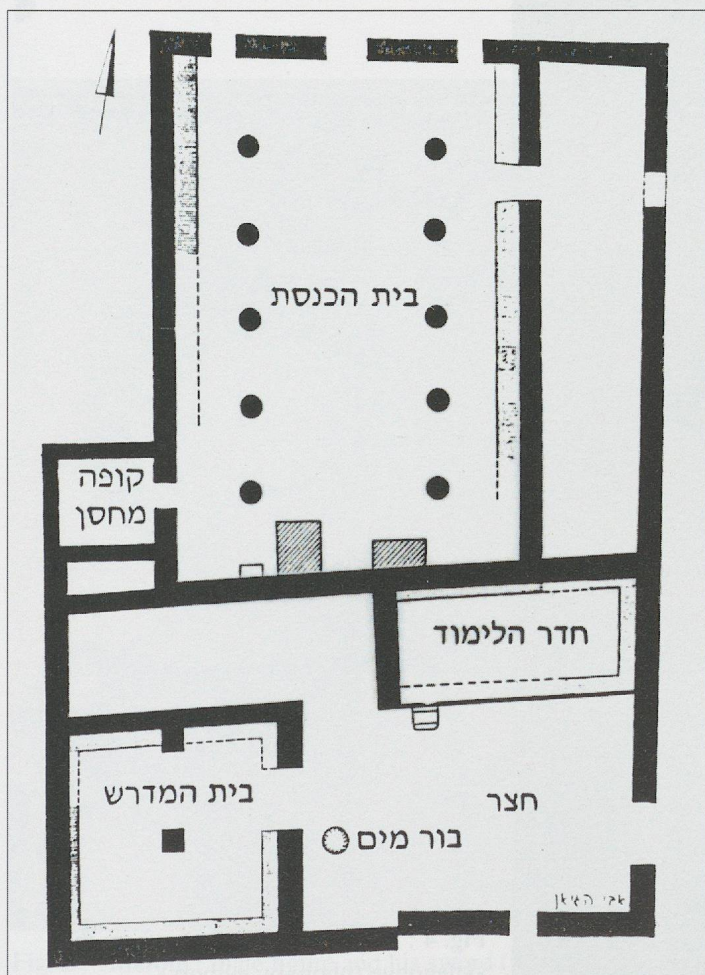 בית הכנסת
קופה
מחסן
חדר הלימוד
בית המדרש
חצר
בור מים